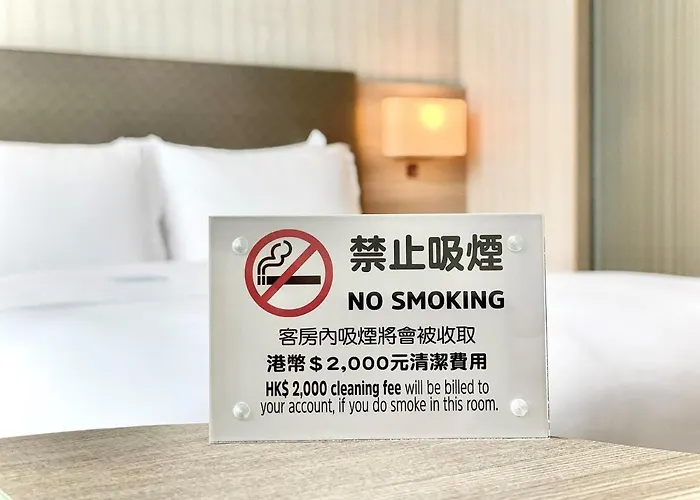 禁止吸煙
NO SMOKING
客房內吸煙將會被收取
港幣＄2,000元清潔費用
HK$ 2,000 cleaning fee will be billed to
your account, if you do smoke in this room.